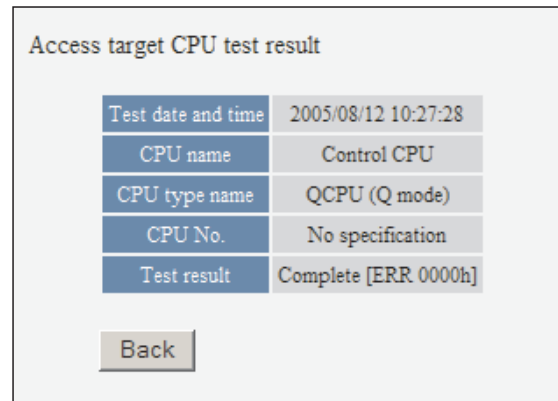 Access target CPU test result
Test date and time 2005/08/12 10:27:28
CPU name Control CPU
CPU type name QCPU (Q mode)
CPU No. No specification
Test result Complete [ERR 0000h]
Back